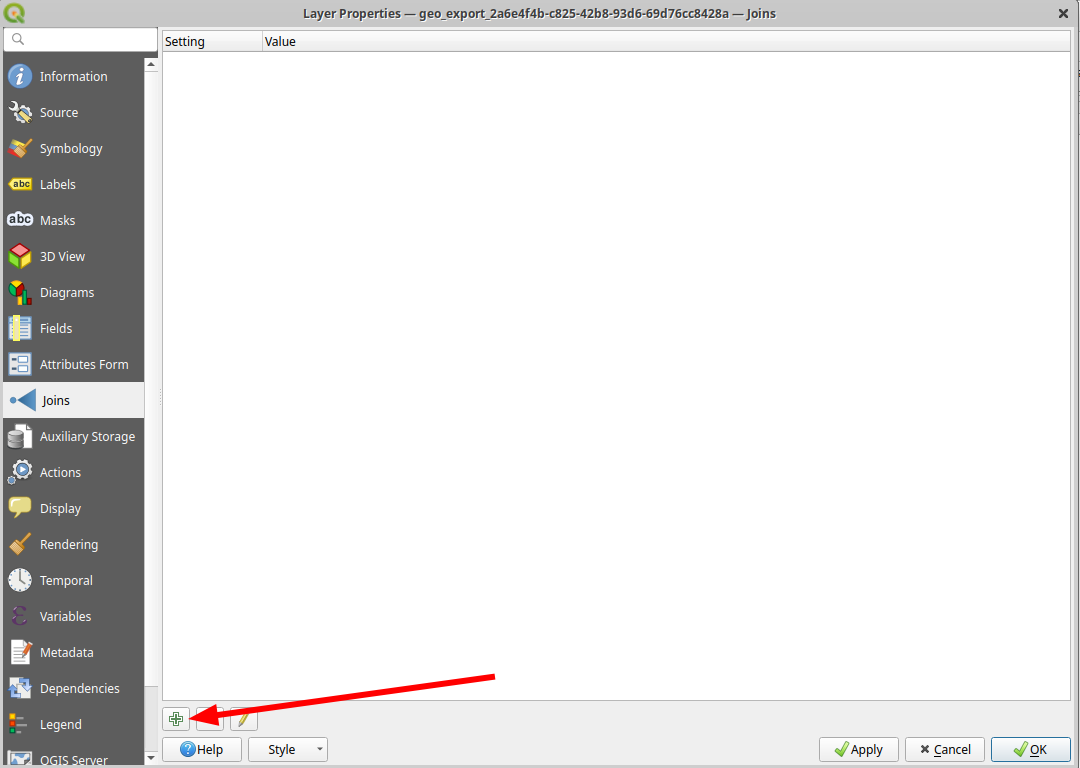 Layer Properties — geo_export_2a6e4f4b-c825-42b8-93d6-69d76cc8428a — Joins
Setting Value
Information
Source
Symbology
abc Labels
abc Masks
3D View
Diagrams
Fields
Attributes Form
Joins
Auxiliary Storage
Actions
Display
Rendering
Temporal
Variables
Metadata
Dependencies
Legend
QGIS Server
Help Style Apply Cancel OK